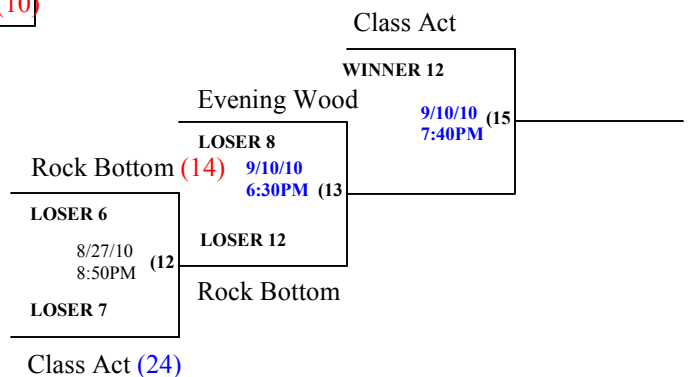 (10)
Class Act
WINNER 12
9/10/10
7:40PM
(15
Evening Wood
LOSER 8
9/10/10
6:30PM (13
LOSER 12
Rock Bottom
Rock Bottom (14)
LOSER 6
8/27/10
8:50PM
(12
LOSER 7
Class Act (24)